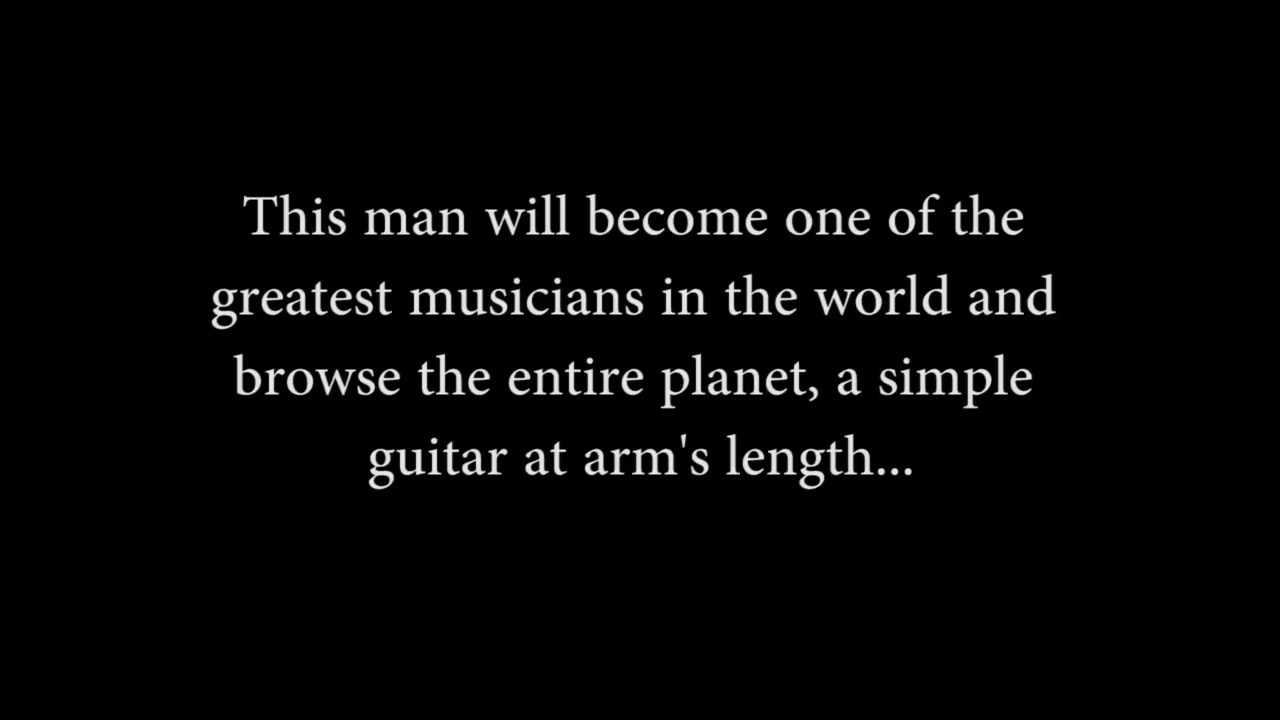 This man will become one of the
greatest musicians in the world and
browse the entire planet, a simple
guitar at arm's length...